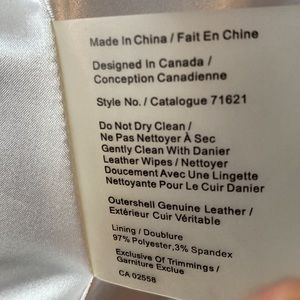 Made In China / Fait En Chine
Designed In Canada /
Conception Canadienne
Style No. / Catalogue 71621
Do Not Dry Clean /
Ne Pas Nettoyer À Sec
Gently Clean With Danier
Leather Wipes / Nettoyer
Doucement Avec Une Lingette
Nettoyante Pour Le Cuir Danier
Outershell Genuine Leather /
Extérieur Cuir Véritable
Lining / Doublure
97% Polyester,3% Spandex
Exclusive Of Trimmings /
Garniture Exclue
CA 02558